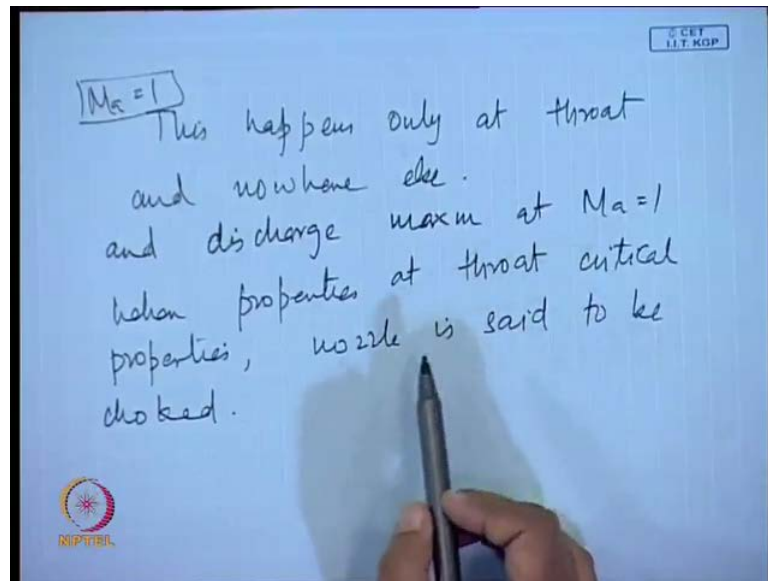 © CET
I.I.T. KGP
Ma = 1
This happens only at throat
and nowhere else.
and discharge maxm at Ma = 1
when properties at throat critical
properties, nozzle is said to be
choked.
NPTEL